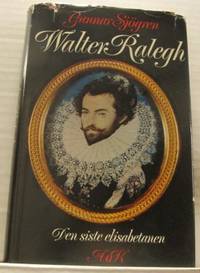 Gunnar Sjögren
Walter Ralegh
Den siste elisabetanen
A&K